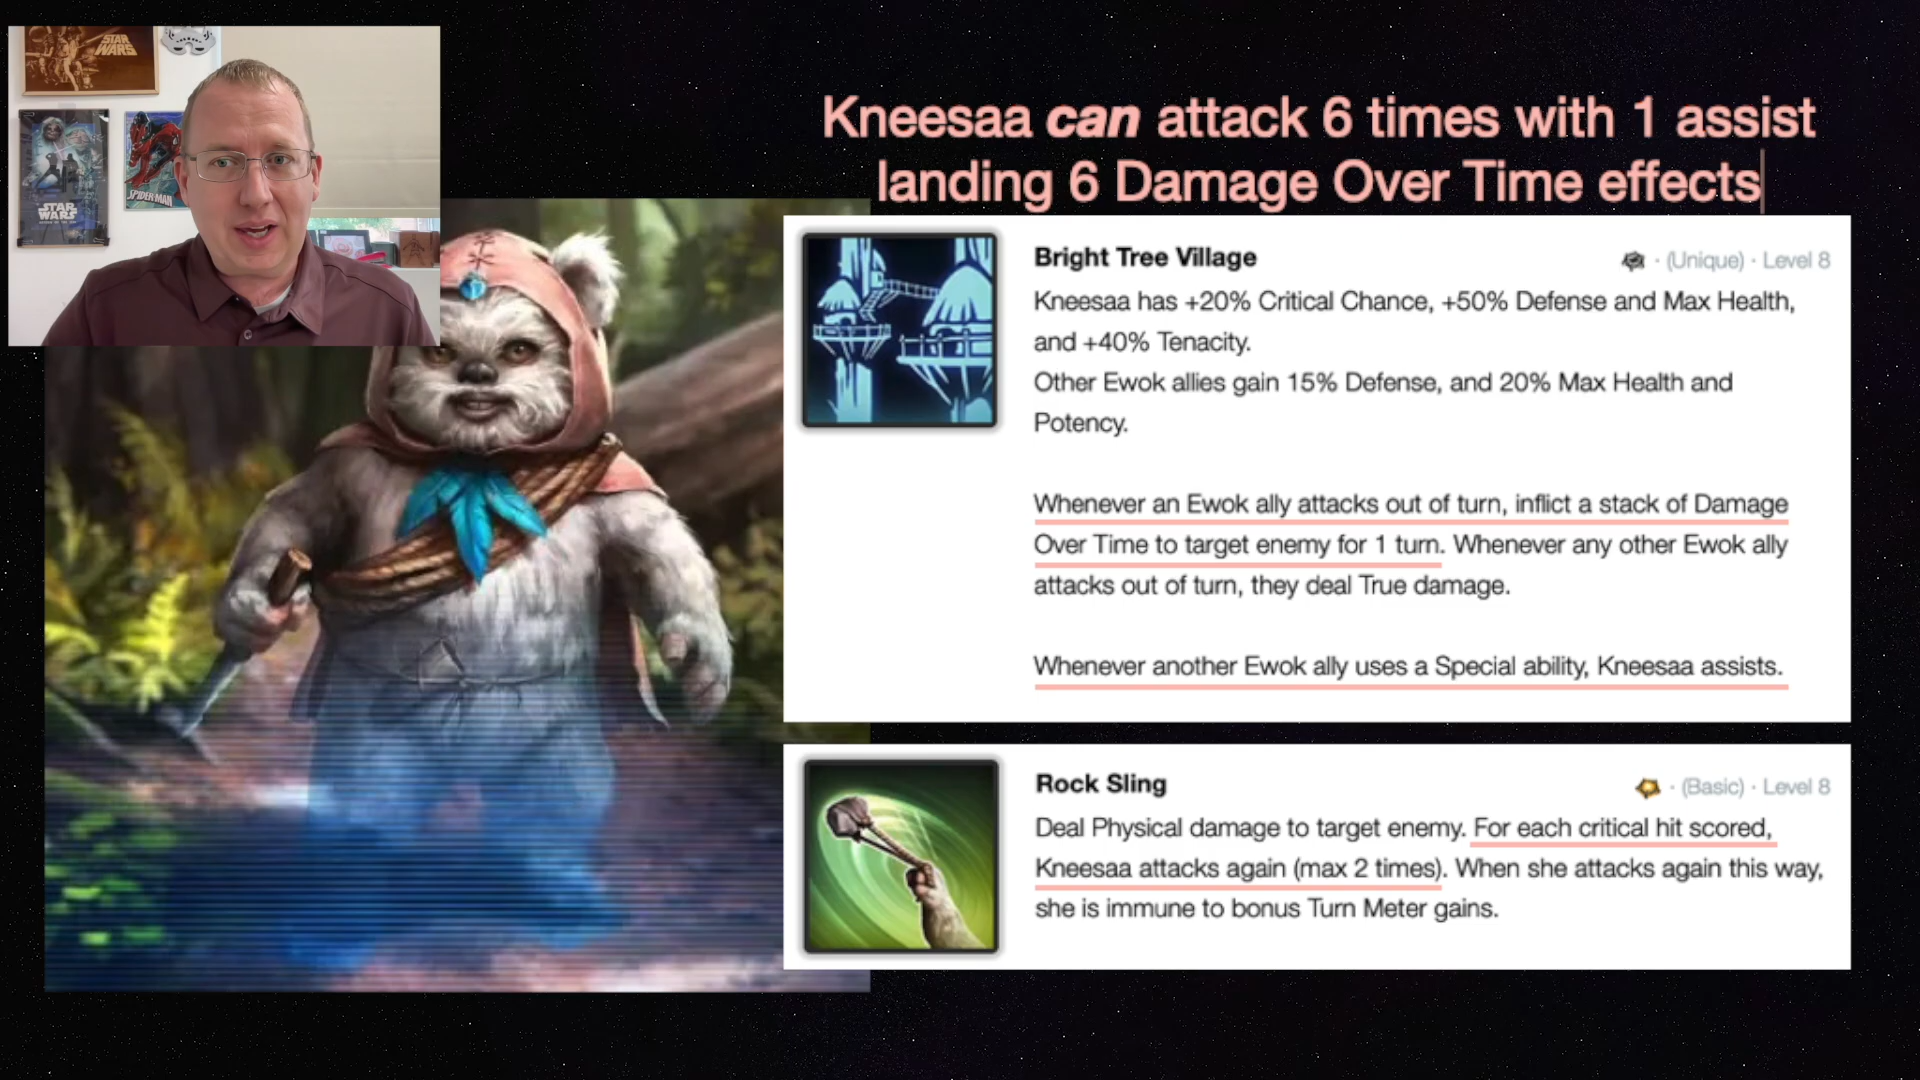 STAR
WARS
STAR
WARS
SPIDER-MAN
Kneesaa can attack 6 times with 1 assist
landing 6 Damage Over Time effects
Bright Tree Village
· (Unique) · Level 8
Kneesaa has +20% Critical Chance, +50% Defense and Max Health,
and +40% Tenacity.
Other Ewok allies gain 15% Defense, and 20% Max Health and
Potency.
Whenever an Ewok ally attacks out of turn, inflict a stack of Damage
Over Time to target enemy for 1 turn. Whenever any other Ewok ally
attacks out of turn, they deal True damage.
Whenever another Ewok ally uses a Special ability, Kneesaa assists.
Rock Sling
· (Basic) · Level 8
Deal Physical damage to target enemy. For each critical hit scored,
Kneesaa attacks again (max 2 times). When she attacks again this way,
she is immune to bonus Turn Meter gains.